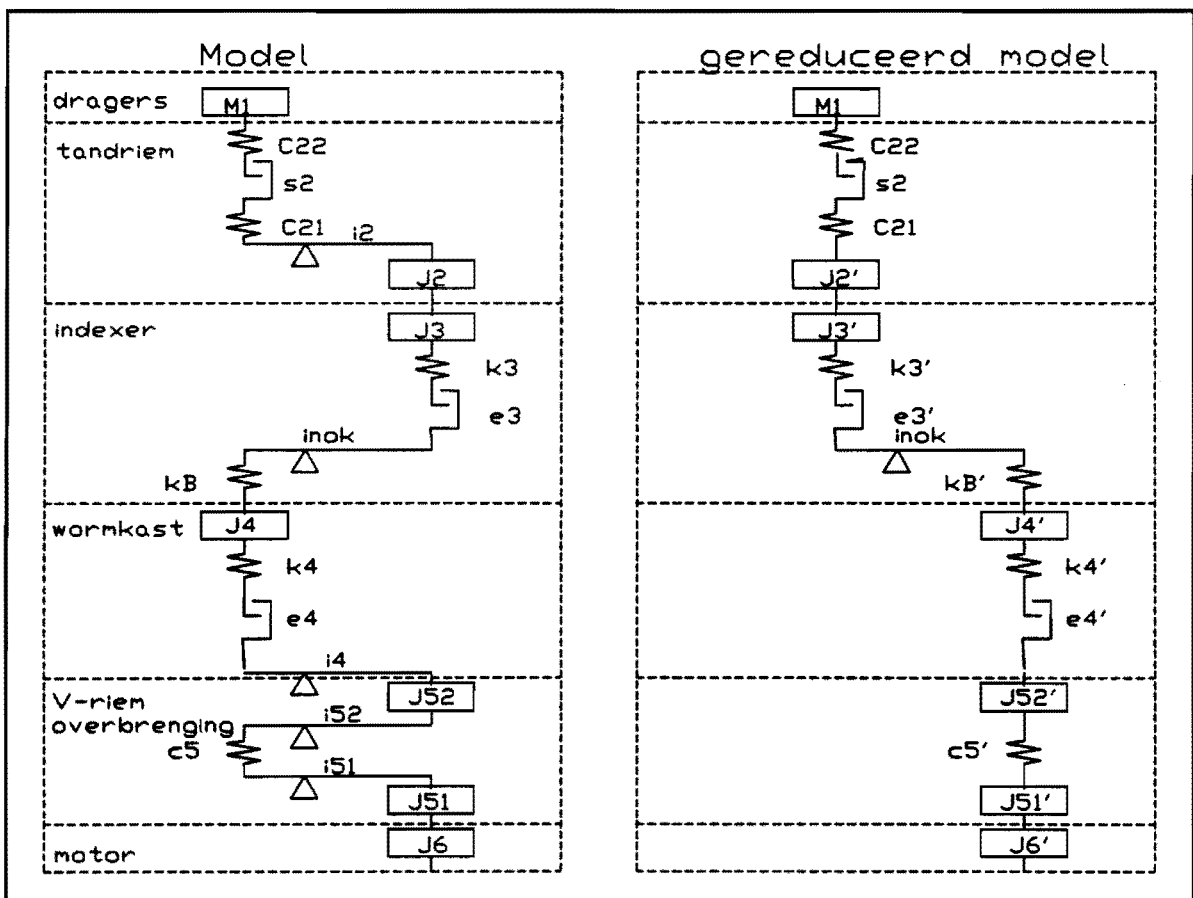 Model
dragers
M1
tandriem
C22
s2
C21
i2
J2
indexer
J3
k3
e3
inok
kB
wormkast
J4
k4
e4
i4
V-riem
overbrenging
J52
i52
c5
i51
J51
motor
J6
gereduceerd model
M1
C22
s2
C21
J2'
J3'
k3'
e3'
inok
kB'
J4'
k4'
e4'
J52'
c5'
J51'
J6'